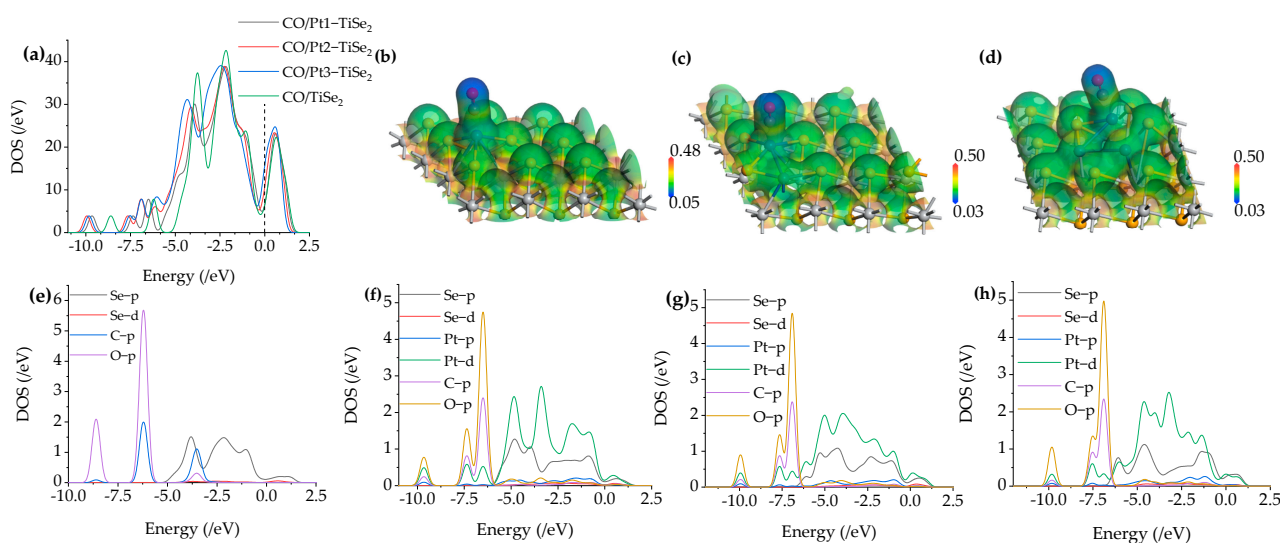 (a)
CO/Pt1−TiSe2
CO/Pt2−TiSe2
CO/Pt3−TiSe2
CO/TiSe2
DOS (/eV)
40
30
20
10
0
-10.0 -7.5 -5.0 -2.5 0.0 2.5
Energy (/eV)
(b)
0.48
0.05
(c)
0.50
0.03
(d)
0.50
0.03
(e)
Se−p
Se−d
C−p
O−p
DOS (/eV)
6
5
4
3
2
1
0
-10.0 -7.5 -5.0 -2.5 0.0 2.5
Energy (/eV)
(f)
Se−p
Se−d
Pt−p
Pt−d
C−p
O−p
DOS (/eV)
5
4
3
2
1
0
-10.0 -7.5 -5.0 -2.5 0.0 2.5
Energy (/eV)
(g)
Se−p
Se−d
Pt−p
Pt−d
C−p
O−p
DOS (/eV)
5
4
3
2
1
0
-10.0 -7.5 -5.0 -2.5 0.0 2.5
Energy (/eV)
(h)
Se−p
Se−d
Pt−p
Pt−d
C−p
O−p
DOS (/eV)
5
4
3
2
1
0
-10.0 -7.5 -5.0 -2.5 0.0 2.5
Energy (/eV)